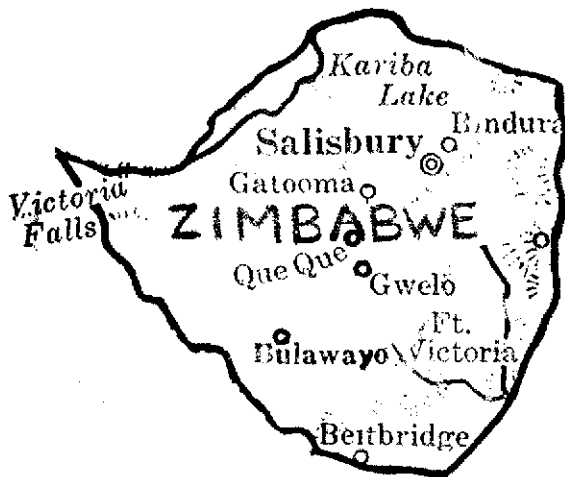 Kariba
Lake
Bindura
Salisbury
Gatooma
Victoria
Falls
ZIMBABWE
Que Que
Gwelo
Ft.
Victoria
Bulawayo
Beitbridge